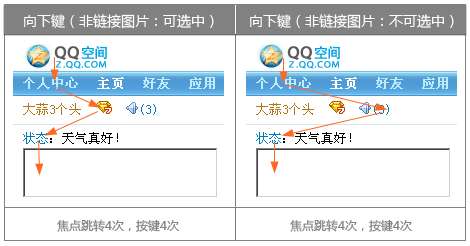 向下键（非链接图片：可选中）
向下键（非链接图片：不可选中）
QQ空间
Z.QQ.COM
个人中心 主页 好友 应用
大蒜3个头 (3)
状态：天气真好！
QQ空间
Z.QQ.COM
个人中心 主页 好友 应用
大蒜3个头 (3)
状态：天气真好！
焦点跳转4次，按键4次
焦点跳转4次，按键4次